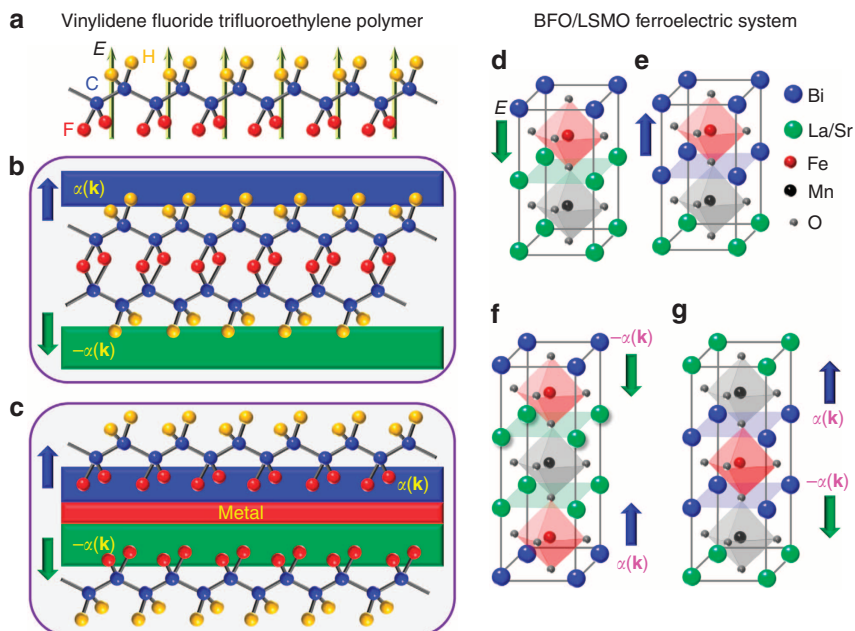 a Vinylidene fluoride trifluoroethylene polymer
BFO/LSMO ferroelectric system
E H
C
F
d e
E
Bi
La/Sr
Fe
Mn
O
b
α(k)
−α(k)
c
α(k)
Metal
−α(k)
f g
−α(k)
α(k)
−α(k)
α(k)